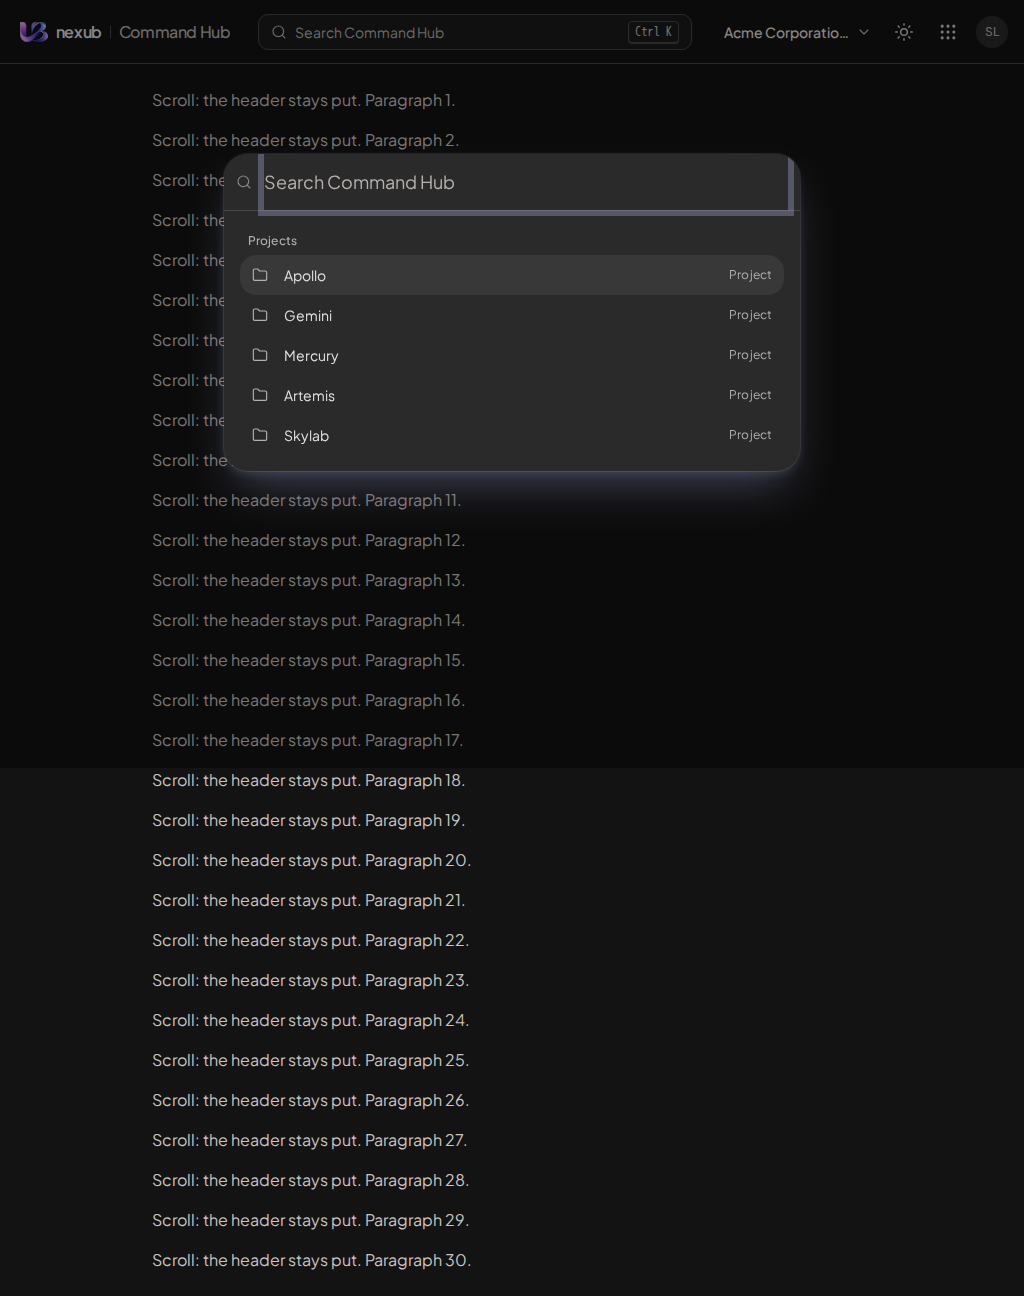 nexub Command Hub
Search Command Hub
Ctrl K
Acme Corporatio…
SL
Scroll: the header stays put. Paragraph 1.
Scroll: the header stays put. Paragraph 2.
Search Command Hub
Projects
Apollo Project
Gemini Project
Mercury Project
Artemis Project
Skylab Project
Scroll: the
Scroll: the
Scroll: the
Scroll: the
Scroll: the
Scroll: the
Scroll: the
Scroll: the
Scroll: the header stays put. Paragraph 11.
Scroll: the header stays put. Paragraph 12.
Scroll: the header stays put. Paragraph 13.
Scroll: the header stays put. Paragraph 14.
Scroll: the header stays put. Paragraph 15.
Scroll: the header stays put. Paragraph 16.
Scroll: the header stays put. Paragraph 17.
Scroll: the header stays put. Paragraph 18.
Scroll: the header stays put. Paragraph 19.
Scroll: the header stays put. Paragraph 20.
Scroll: the header stays put. Paragraph 21.
Scroll: the header stays put. Paragraph 22.
Scroll: the header stays put. Paragraph 23.
Scroll: the header stays put. Paragraph 24.
Scroll: the header stays put. Paragraph 25.
Scroll: the header stays put. Paragraph 26.
Scroll: the header stays put. Paragraph 27.
Scroll: the header stays put. Paragraph 28.
Scroll: the header stays put. Paragraph 29.
Scroll: the header stays put. Paragraph 30.